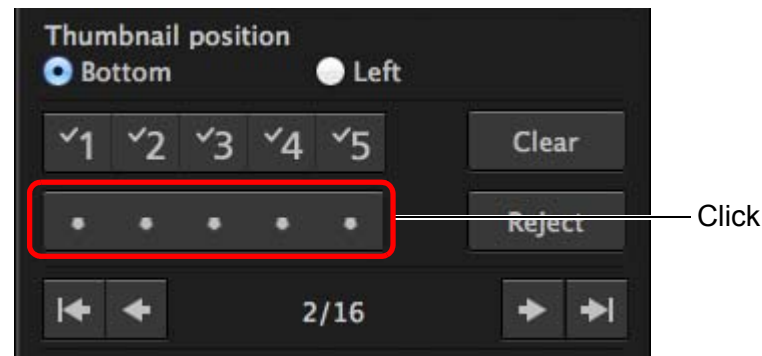 Thumbnail position
Bottom Left
✓1 ✓2 ✓3 ✓4 ✓5 Clear
Reject Click
2/16